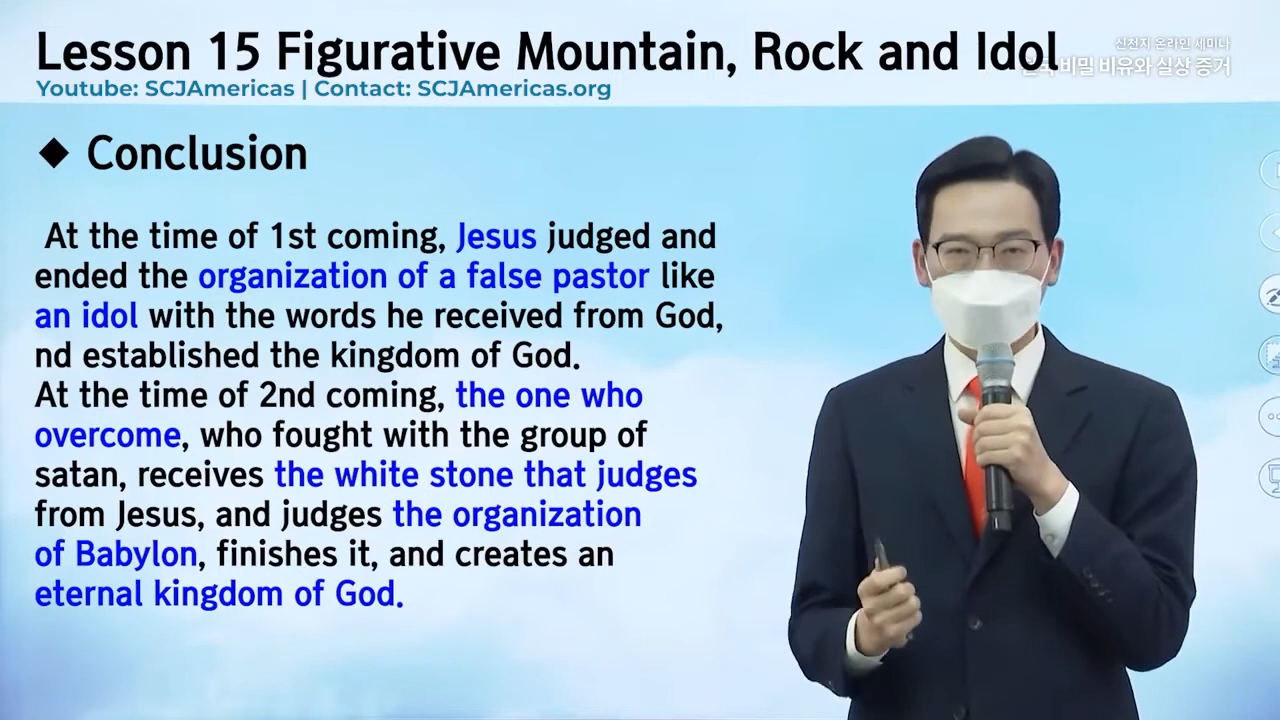 Lesson 15 Figurative Mountain, Rock and Idol
신천지 온라인 세미나
비밀 비유와 실상 증거
Youtube: SCJAmericas | Contact: SCJAmericas.org
◆ Conclusion
At the time of 1st coming, Jesus judged and
ended the organization of a false pastor like
an idol with the words he received from God,
nd established the kingdom of God.
At the time of 2nd coming, the one who
overcome, who fought with the group of
satan, receives the white stone that judges
from Jesus, and judges the organization
of Babylon, finishes it, and creates an
eternal kingdom of God.